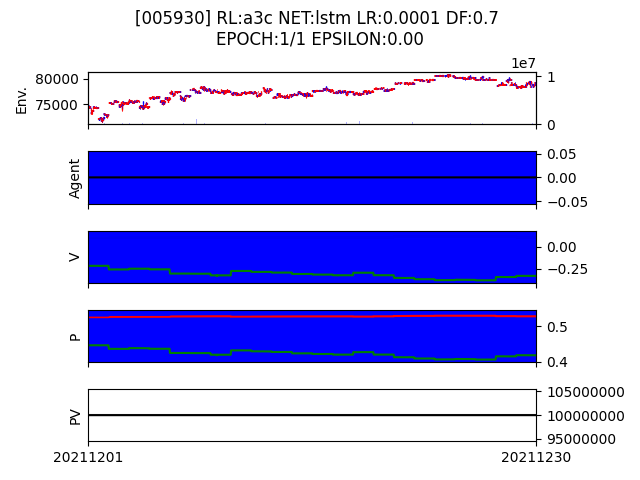 [005930] RL:a3c NET:lstm LR:0.0001 DF:0.7
EPOCH:1/1 EPSILON:0.00
1e7
Env.
80000
75000
1
0
Agent
0.05
0.00
−0.05
V
0.00
−0.25
P
0.5
0.4
PV
105000000
100000000
95000000
20211201
20211230